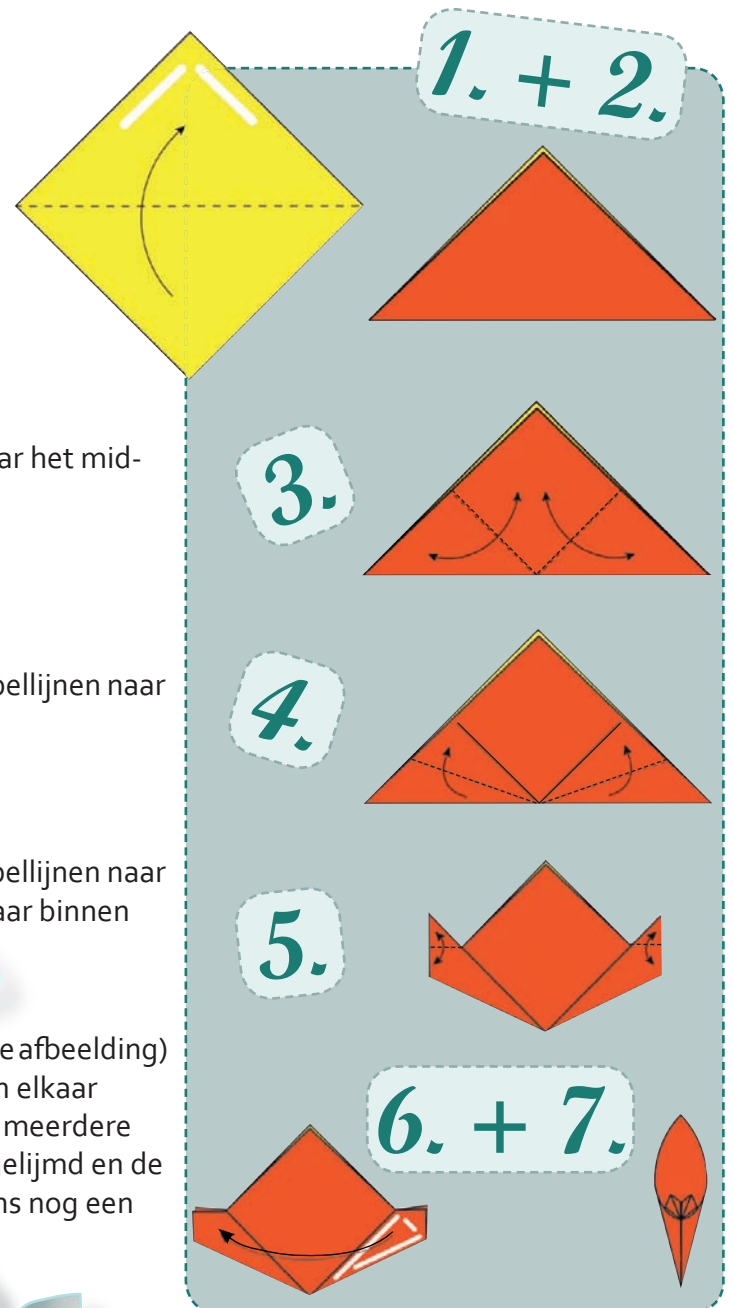 1. + 2.
ar het mid-
3.
pellijnen naar
4.
pellijnen naar
aar binnen
5.
e afbeelding)
n elkaar
meerdere
gelijmd en de
ns nog een
6. + 7.